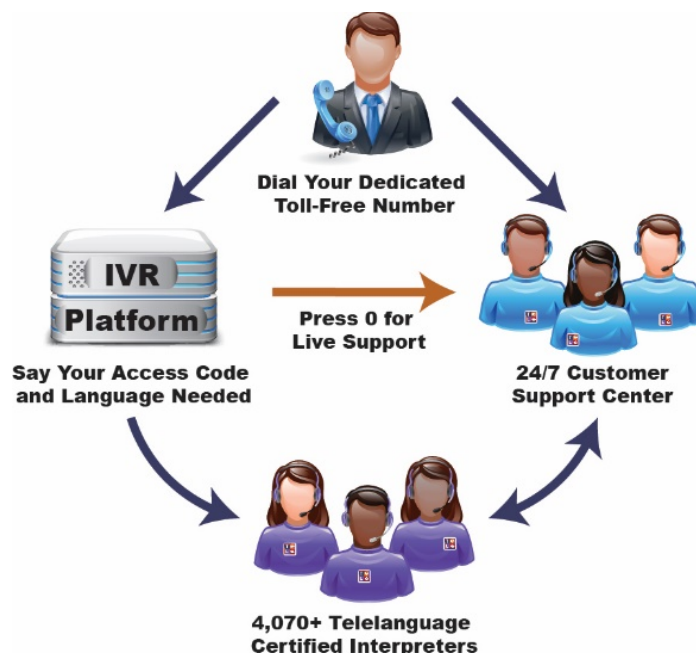 Dial Your Dedicated
Toll-Free Number
IVR
Platform
Press 0 for
Live Support
Say Your Access Code
and Language Needed
24/7 Customer
Support Center
4,070+ Telelanguage
Certified Interpreters